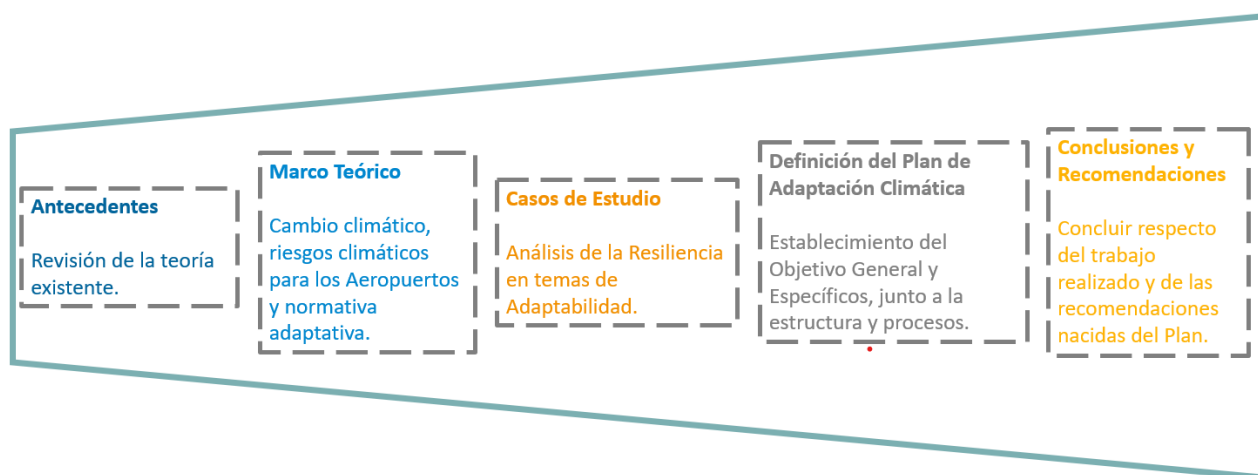 Antecedentes
Revisión de la teoría
existente.
Marco Teórico
Cambio climático,
riesgos climáticos
para los Aeropuertos
y normativa
adaptativa.
Casos de Estudio
Análisis de la Resiliencia
en temas de
Adaptabilidad.
Definición del Plan de
Adaptación Climática
Establecimiento del
Objetivo General y
Específicos, junto a la
estructura y procesos.
Conclusiones y
Recomendaciones
Concluir respecto
del trabajo
realizado y de las
recomendaciones
nacidas del Plan.